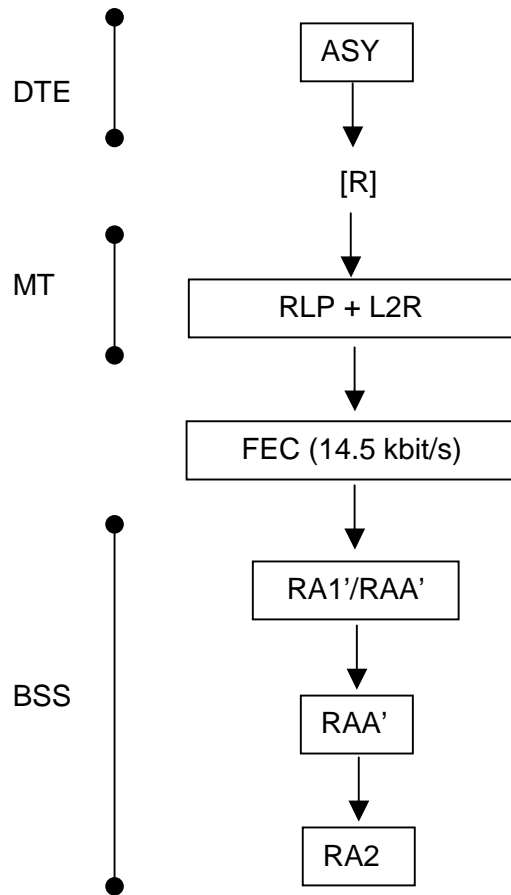 ASY
DTE
[R]
MT
RLP + L2R
FEC (14.5 kbit/s)
RA1’/RAA’
BSS
RAA’
RA2